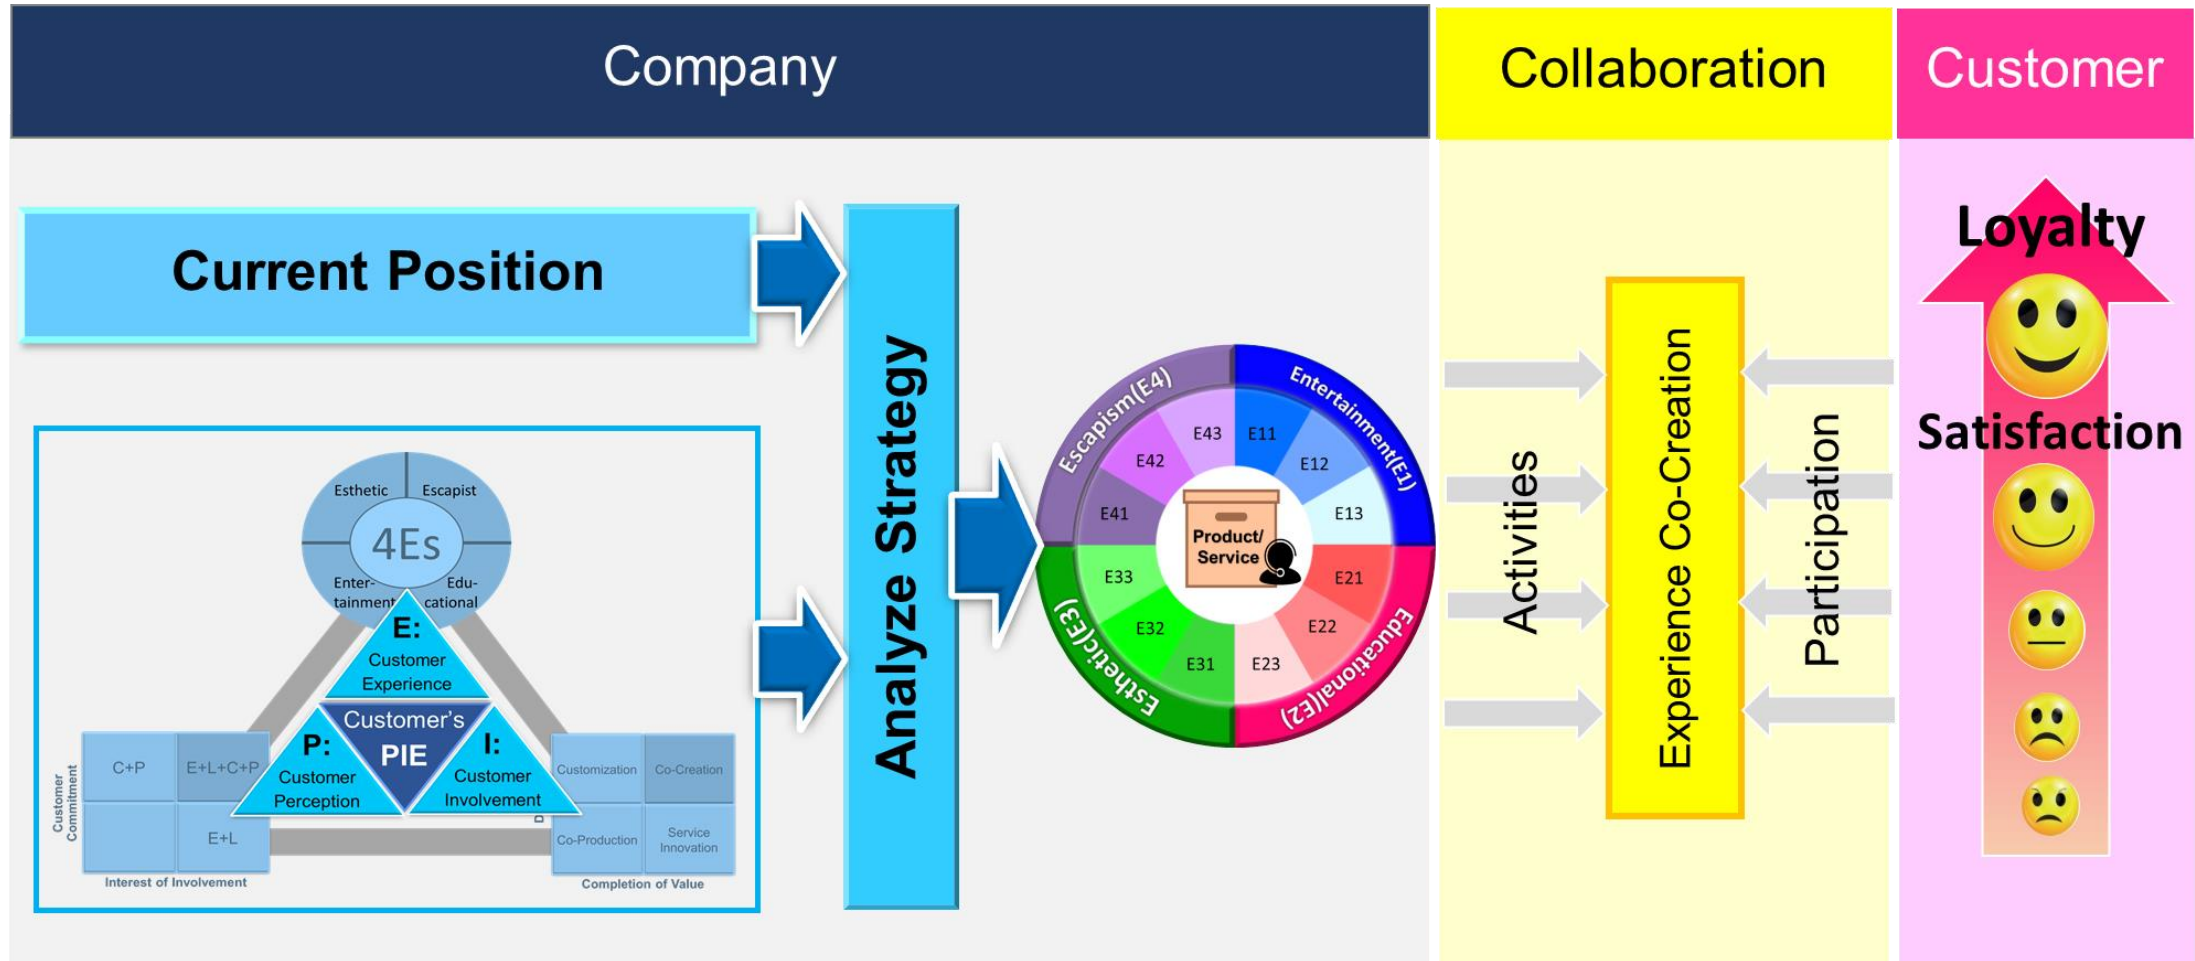 Company
Collaboration
Customer
Current Position
Analyze Strategy
Esthetic
Escapist
4Es
Enter-
tainment
Edu-
cational
E:
Customer
Experience
Customer's
PIE
P:
Customer
Perception
I:
Customer
Involvement
Customer
Commitment
C+P
E+L+C+P
E+L
Interest of Involvement
D
Customization
Co-Creation
Co-Production
Service
Innovation
Completion of Value
Escapism(E4)
Entertainment(E1)
Educational(E2)
Esthetic(E3)
E43
E11
E42
E12
E41
E13
E33
E21
E32
E22
E31
E23
Product/
Service
Activities
Experience Co-Creation
Participation
Loyalty
Satisfaction